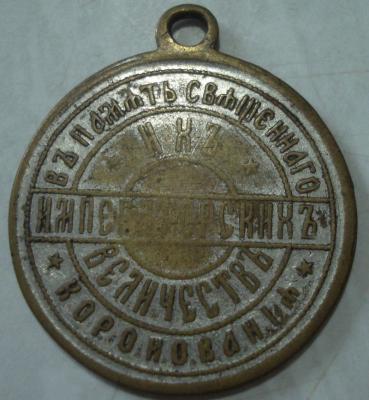 ВЪ ПАМЯТЬ СВЯЩЕННАГО
ИХЪ
ИМПЕРАТОРСКИХЪ
ВЕЛИЧЕСТВЪ
КОРОНОВАНІЯ